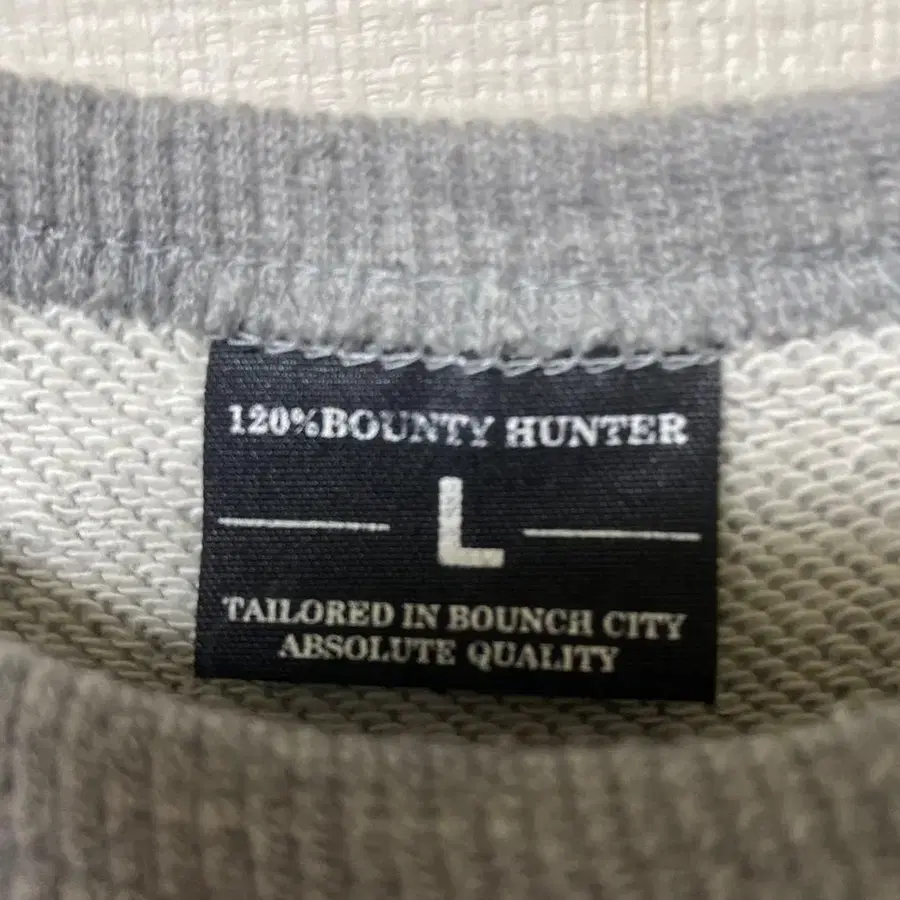 120%BOUNTY HUNTER
L
TAILORED IN BOUNCH CITY
ABSOLUTE QUALITY